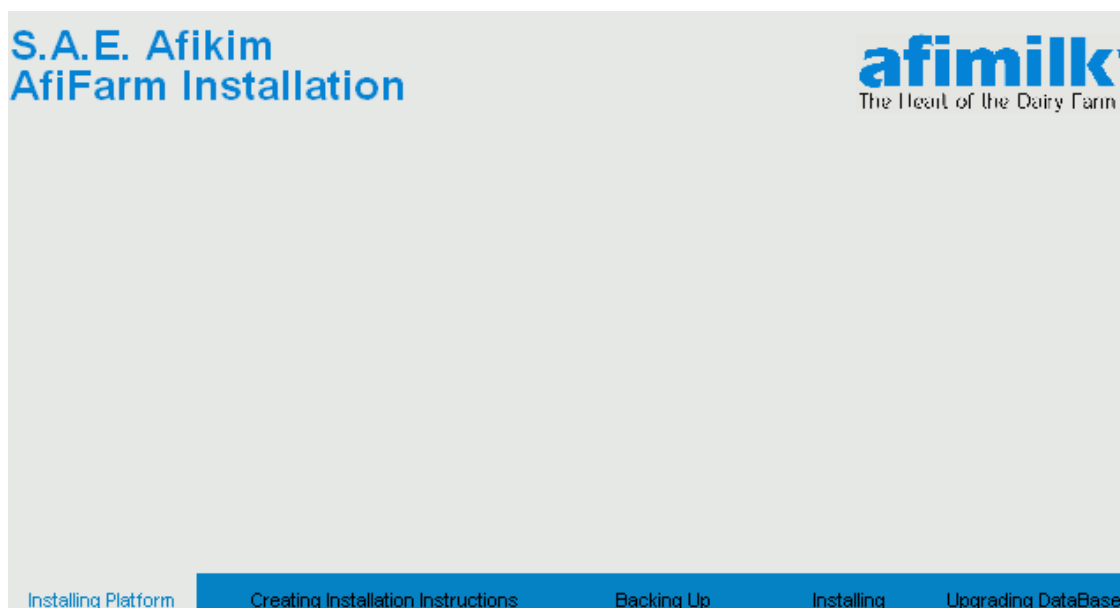 S.A.E. Afikim
AfiFarm Installation
afimilk
The Heart of the Dairy Farm
Installing Platform
Creating Installation Instructions
Backing Up
Installing
Upgrading DataBase